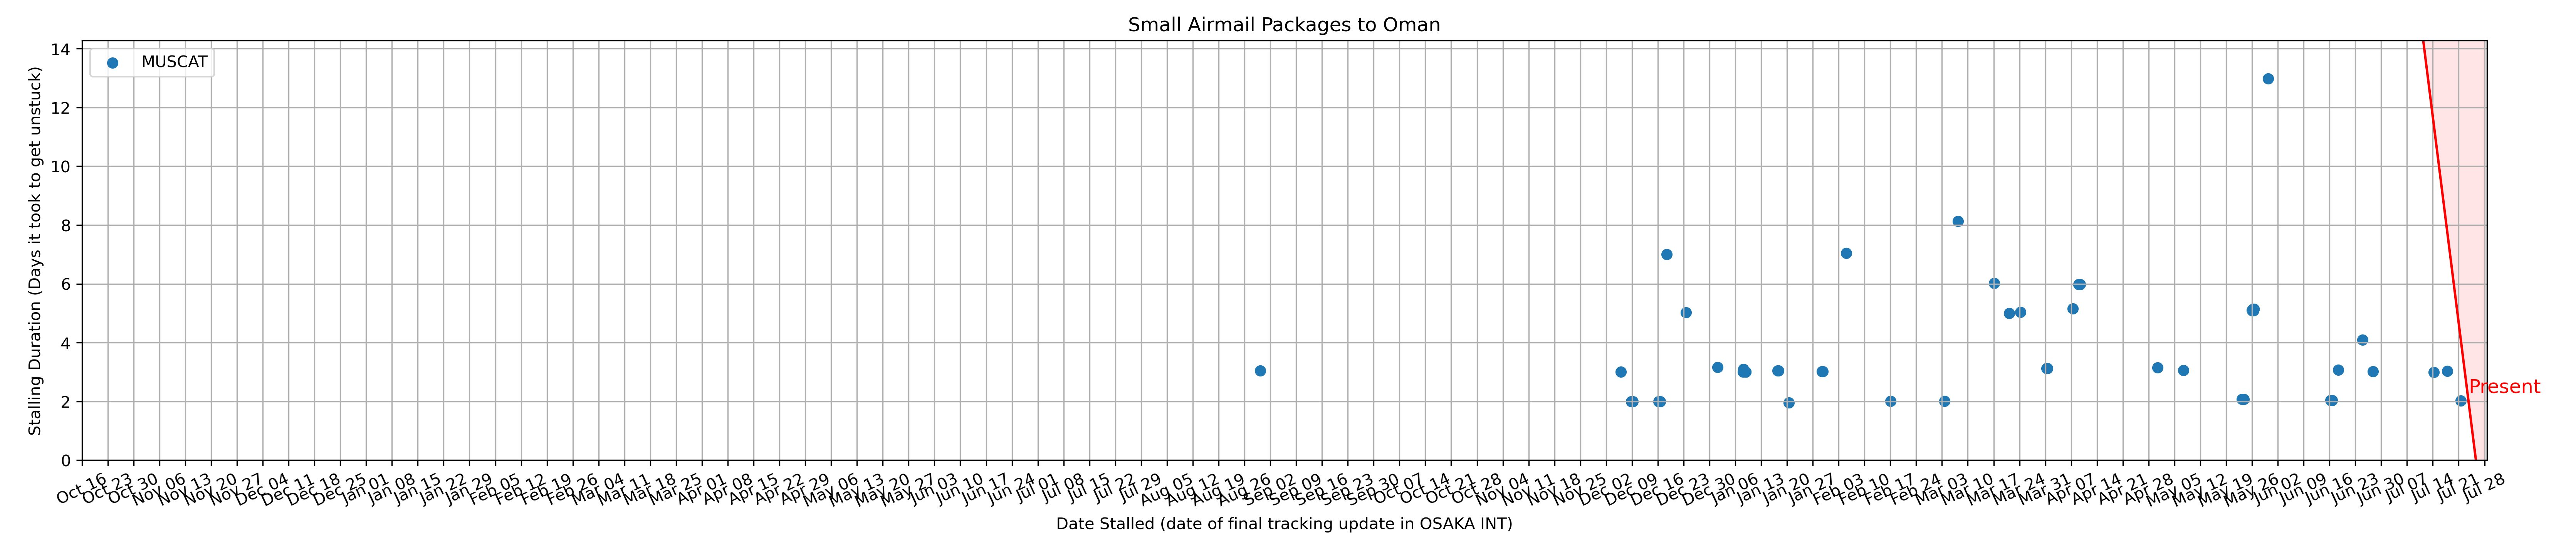 Small Airmail Packages to Oman
MUSCAT
Stalling Duration (Days it took to get unstuck)
14
12
10
8
6
4
2
0
Present
Oct 16 Oct 23 Oct 30 Nov 06 Nov 13 Nov 20 Nov 27 Dec 04 Dec 11 Dec 18 Dec 25 Jan 01 Jan 08 Jan 15 Jan 22 Jan 29 Feb 05 Feb 12 Feb 19 Feb 26 Mar 04 Mar 11 Mar 18 Mar 25 Apr 01 Apr 08 Apr 15 Apr 22 Apr 29 May 06 May 13 May 20 May 27 Jun 03 Jun 10 Jun 17 Jun 24 Jul 01 Jul 08 Jul 15 Jul 22 Jul 29 Aug 05 Aug 12 Aug 19 Aug 26 Sep 02 Sep 09 Sep 16 Sep 23 Sep 30 Oct 07 Oct 14 Oct 21 Oct 28 Nov 04 Nov 11 Nov 18 Nov 25 Dec 02 Dec 09 Dec 16 Dec 23 Dec 30 Jan 06 Jan 13 Jan 20 Jan 27 Feb 03 Feb 10 Feb 17 Feb 24 Mar 03 Mar 10 Mar 17 Mar 24 Mar 31 Apr 07 Apr 14 Apr 21 Apr 28 May 05 May 12 May 19 May 26 Jun 02 Jun 09 Jun 16 Jun 23 Jun 30 Jul 07 Jul 14 Jul 21 Jul 28
Date Stalled (date of final tracking update in OSAKA INT)